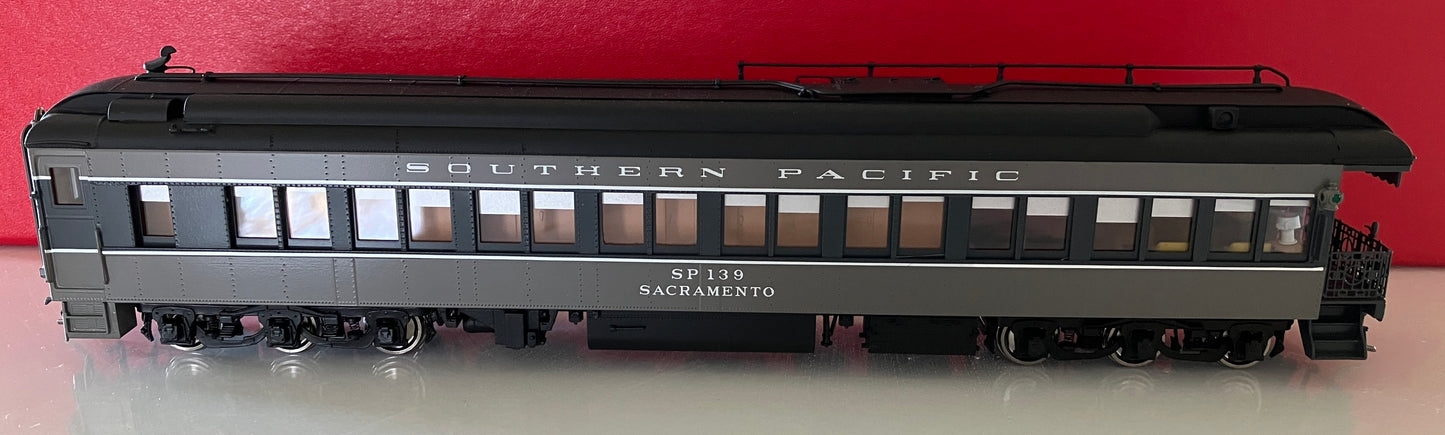 SOUTHERN PACIFIC
SP 139
SACRAMENTO